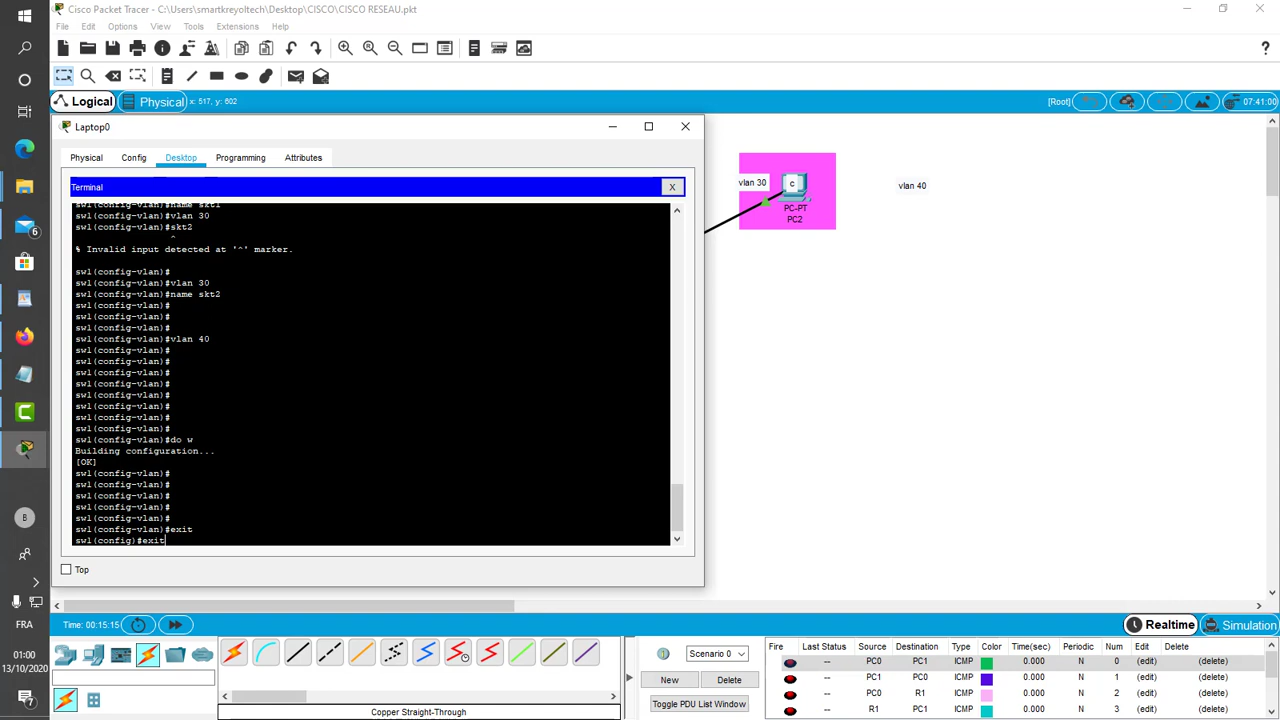 Cisco Packet Tracer - C:\Users\smartkreyoltech\Desktop\CISCO\CISCO RESEAU.pkt
File Edit Options View Tools Extensions Help
Logical Physical x: 517, y: 602 [Root] 07:41:00
Laptop0
Physical Config Desktop Programming Attributes
Terminal X
sw1(config-vlan)#name skt1
sw1(config-vlan)#vlan 30
sw1(config-vlan)#skt2
^
% Invalid input detected at '^' marker.
sw1(config-vlan)#
sw1(config-vlan)#vlan 30
sw1(config-vlan)#name skt2
sw1(config-vlan)#
sw1(config-vlan)#
sw1(config-vlan)#
sw1(config-vlan)#vlan 40
sw1(config-vlan)#
sw1(config-vlan)#
sw1(config-vlan)#
sw1(config-vlan)#
sw1(config-vlan)#
sw1(config-vlan)#
sw1(config-vlan)#
sw1(config-vlan)#
sw1(config-vlan)#do w
Building configuration...
[OK]
sw1(config-vlan)#
sw1(config-vlan)#
sw1(config-vlan)#
sw1(config-vlan)#
sw1(config-vlan)#
sw1(config-vlan)#exit
sw1(config)#exit
Top
vlan 30
c
PC-PT
PC2
vlan 40
Time: 00:15:15
Realtime Simulation
Copper Straight-Through
Scenario 0
New Delete
Toggle PDU List Window
Fire Last Status Source Destination Type Color Time(sec) Periodic Num Edit Delete
-- PC0 PC1 ICMP 0.000 N 0 (edit) (delete)
-- PC1 PC0 ICMP 0.000 N 1 (edit) (delete)
-- PC0 R1 ICMP 0.000 N 2 (edit) (delete)
-- R1 PC1 ICMP 0.000 N 3 (edit) (delete)
6
B
FRA
01:00
13/10/2020
7